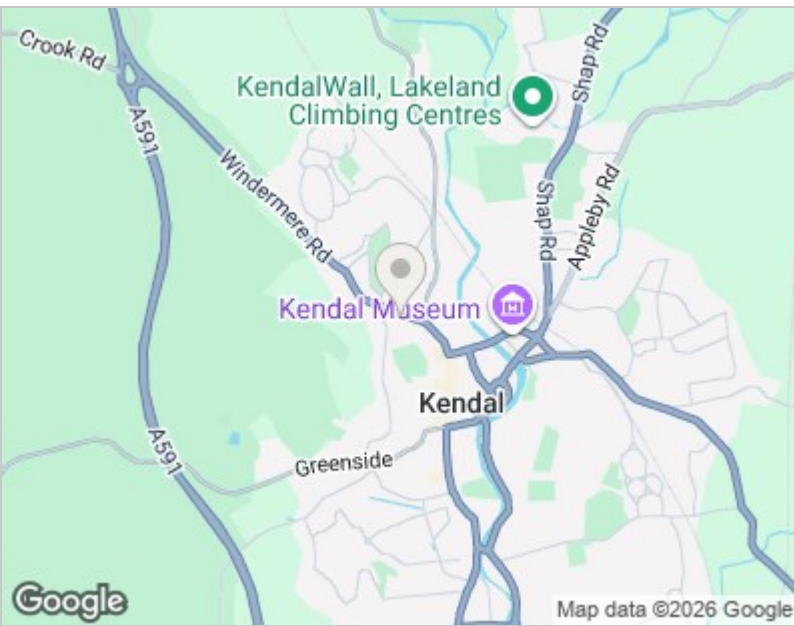 Crook Rd
A591
Windermere Rd
KendalWall, Lakeland
Climbing Centres
Shap Rd
Shap Rd
Appleby Rd
Kendal Museum
Kendal
A591
Greenside
Google
Map data ©2026 Google